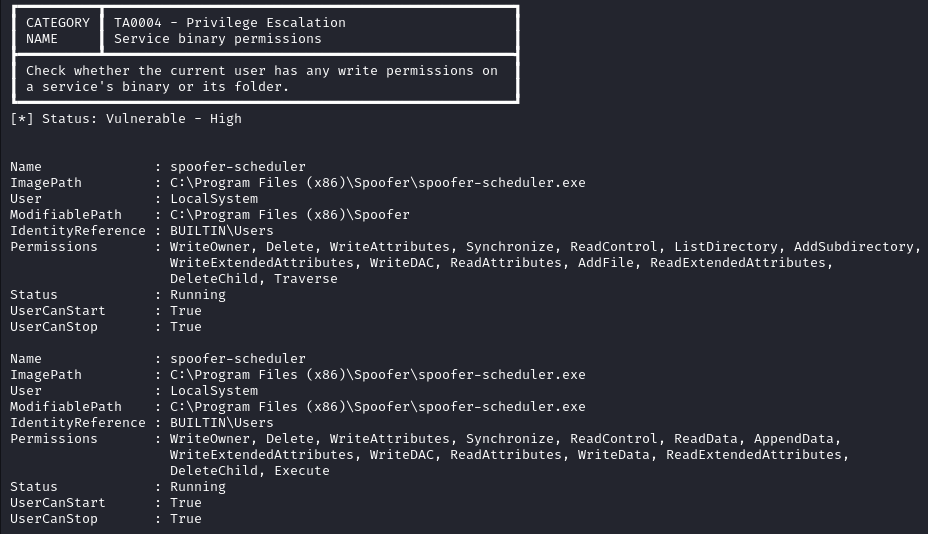 CATEGORY TA0004 - Privilege Escalation
NAME Service binary permissions
Check whether the current user has any write permissions on
a service's binary or its folder.
[*] Status: Vulnerable - High
Name : spoofer-scheduler
ImagePath : C:\Program Files (x86)\Spoofer\spoofer-scheduler.exe
User : LocalSystem
ModifiablePath : C:\Program Files (x86)\Spoofer
IdentityReference : BUILTIN\Users
Permissions : WriteOwner, Delete, WriteAttributes, Synchronize, ReadControl, ListDirectory, AddSubdirectory,
WriteExtendedAttributes, WriteDAC, ReadAttributes, AddFile, ReadExtendedAttributes,
DeleteChild, Traverse
Status : Running
UserCanStart : True
UserCanStop : True
Name : spoofer-scheduler
ImagePath : C:\Program Files (x86)\Spoofer\spoofer-scheduler.exe
User : LocalSystem
ModifiablePath : C:\Program Files (x86)\Spoofer\spoofer-scheduler.exe
IdentityReference : BUILTIN\Users
Permissions : WriteOwner, Delete, WriteAttributes, Synchronize, ReadControl, ReadData, AppendData,
WriteExtendedAttributes, WriteDAC, ReadAttributes, WriteData, ReadExtendedAttributes,
DeleteChild, Execute
Status : Running
UserCanStart : True
UserCanStop : True